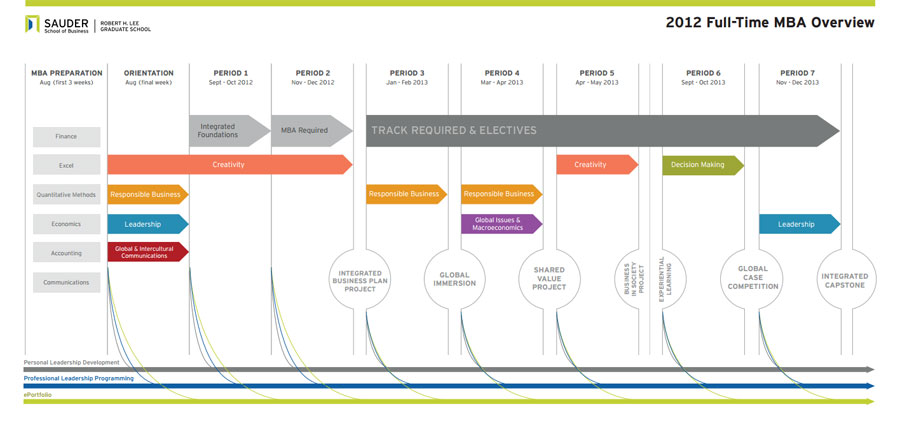 SAUDER
School of Business
ROBERT H. LEE
GRADUATE SCHOOL
2012 Full-Time MBA Overview
MBA PREPARATION
Aug (first 3 weeks)
ORIENTATION
Aug (final week)
PERIOD 1
Sept - Oct 2012
PERIOD 2
Nov - Dec 2012
PERIOD 3
Jan - Feb 2013
PERIOD 4
Mar - Apr 2013
PERIOD 5
Apr - May 2013
PERIOD 6
Sept - Oct 2013
PERIOD 7
Nov - Dec 2013
Finance
Integrated
Foundations
MBA Required
TRACK REQUIRED & ELECTIVES
Excel
Creativity
Creativity
Decision Making
Quantitative Methods
Responsible Business
Responsible Business
Responsible Business
Economics
Leadership
Global Issues &
Macroeconomics
Leadership
Accounting
Global & Intercultural
Communications
Communications
INTEGRATED
BUSINESS PLAN
PROJECT
GLOBAL
IMMERSION
SHARED
VALUE
PROJECT
BUSINESS
IN SOCIETY
PROJECT
EXPERIENTIAL
LEARNING
GLOBAL
CASE
COMPETITION
INTEGRATED
CAPSTONE
Personal Leadership Development
Professional Leadership Programming
ePortfolio